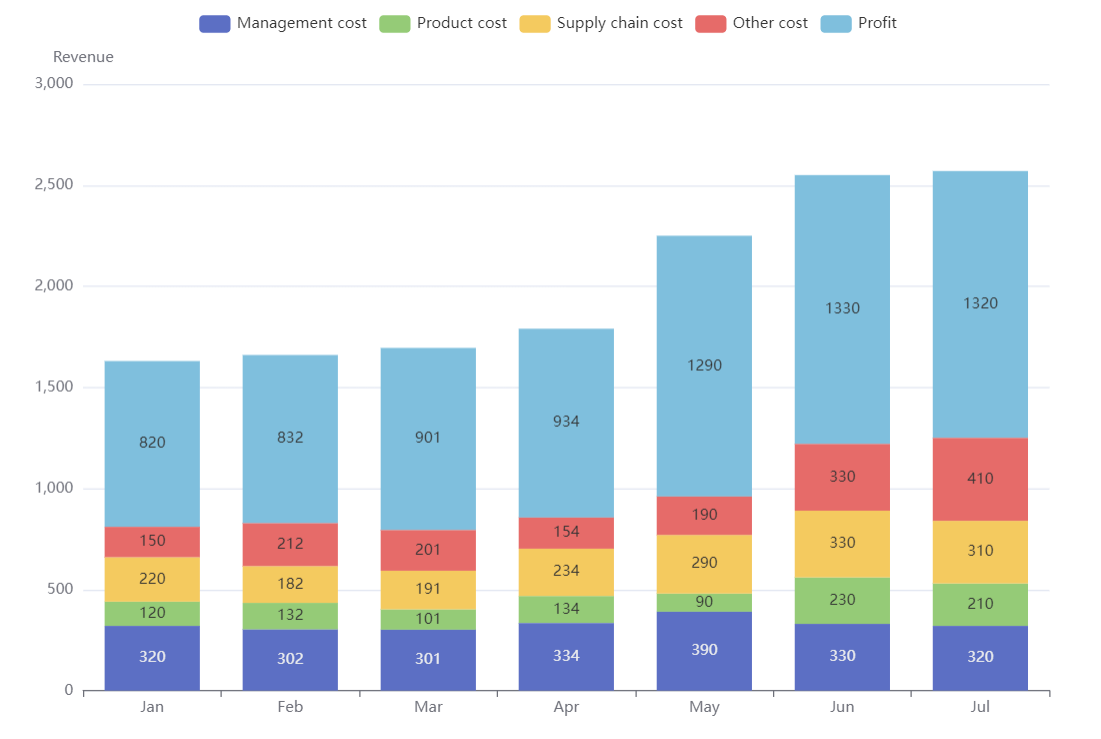 Management cost Product cost Supply chain cost Other cost Profit
Revenue
3,000
2,500
2,000
1,500
1,000
500
0
820 832 901 934 1290 1330 1320
150 212 201 154 190 330 410
220 182 191 234 290 330 310
120 132 101 134 90 230 210
320 302 301 334 390 330 320
Jan Feb Mar Apr May Jun Jul